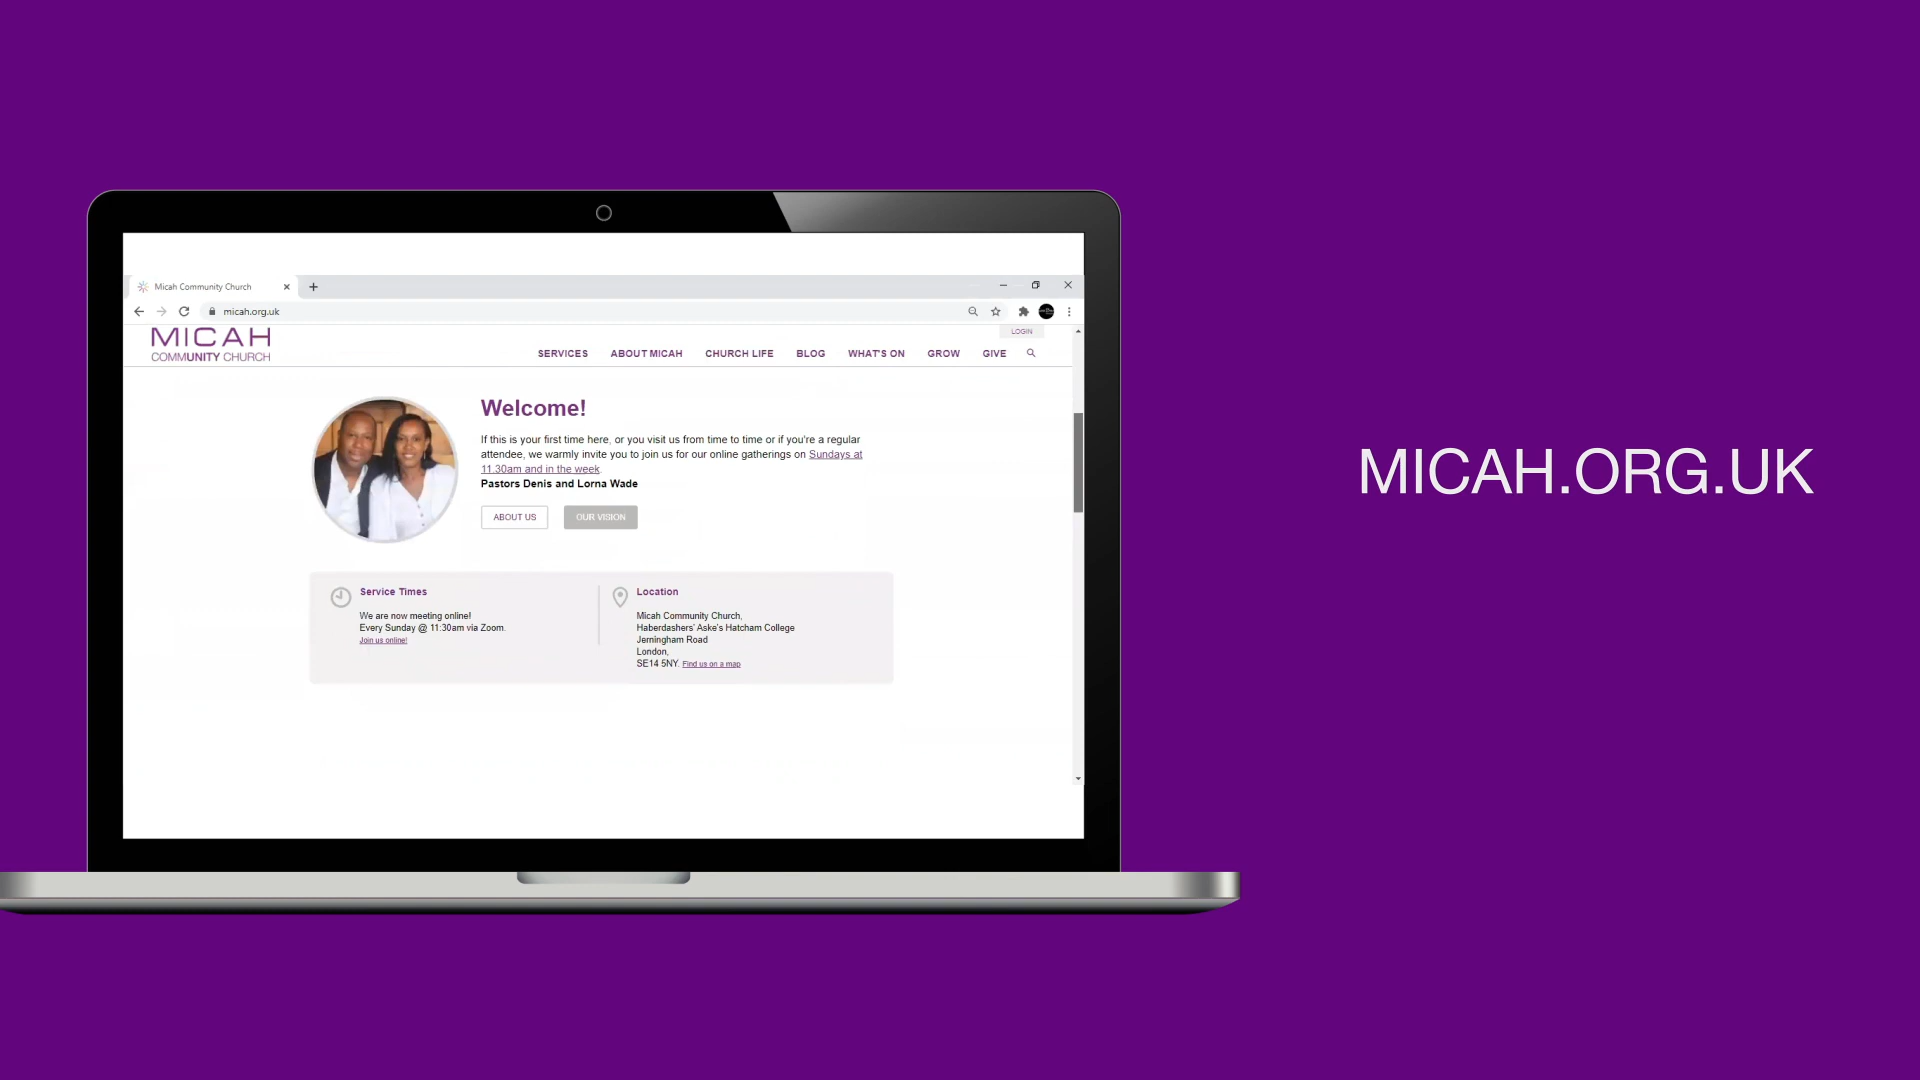 Micah Community Church
micah.org.uk
LOGIN
MICAH
COMMUNITY CHURCH
SERVICES ABOUT MICAH CHURCH LIFE BLOG WHAT'S ON GROW GIVE
Welcome!
If this is your first time here, or you visit us from time to time or if you're a regular
attendee, we warmly invite you to join us for our online gatherings on Sundays at
11.30am and in the week.
Pastors Denis and Lorna Wade
ABOUT US OUR VISION
Service Times
We are now meeting online!
Every Sunday @ 11:30am via Zoom.
Join us online!
Location
Micah Community Church,
Haberdashers' Aske's Hatcham College
Jerningham Road
London,
SE14 5NY. Find us on a map
MICAH.ORG.UK